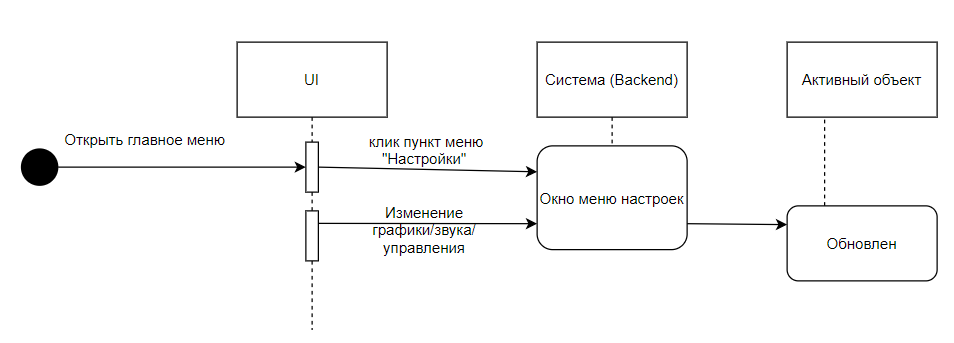 UI
Система (Backend)
Активный объект
Открыть главное меню
клик пункт меню
"Настройки"
Окно меню настроек
Изменение
графики/звука/
управления
Обновлен